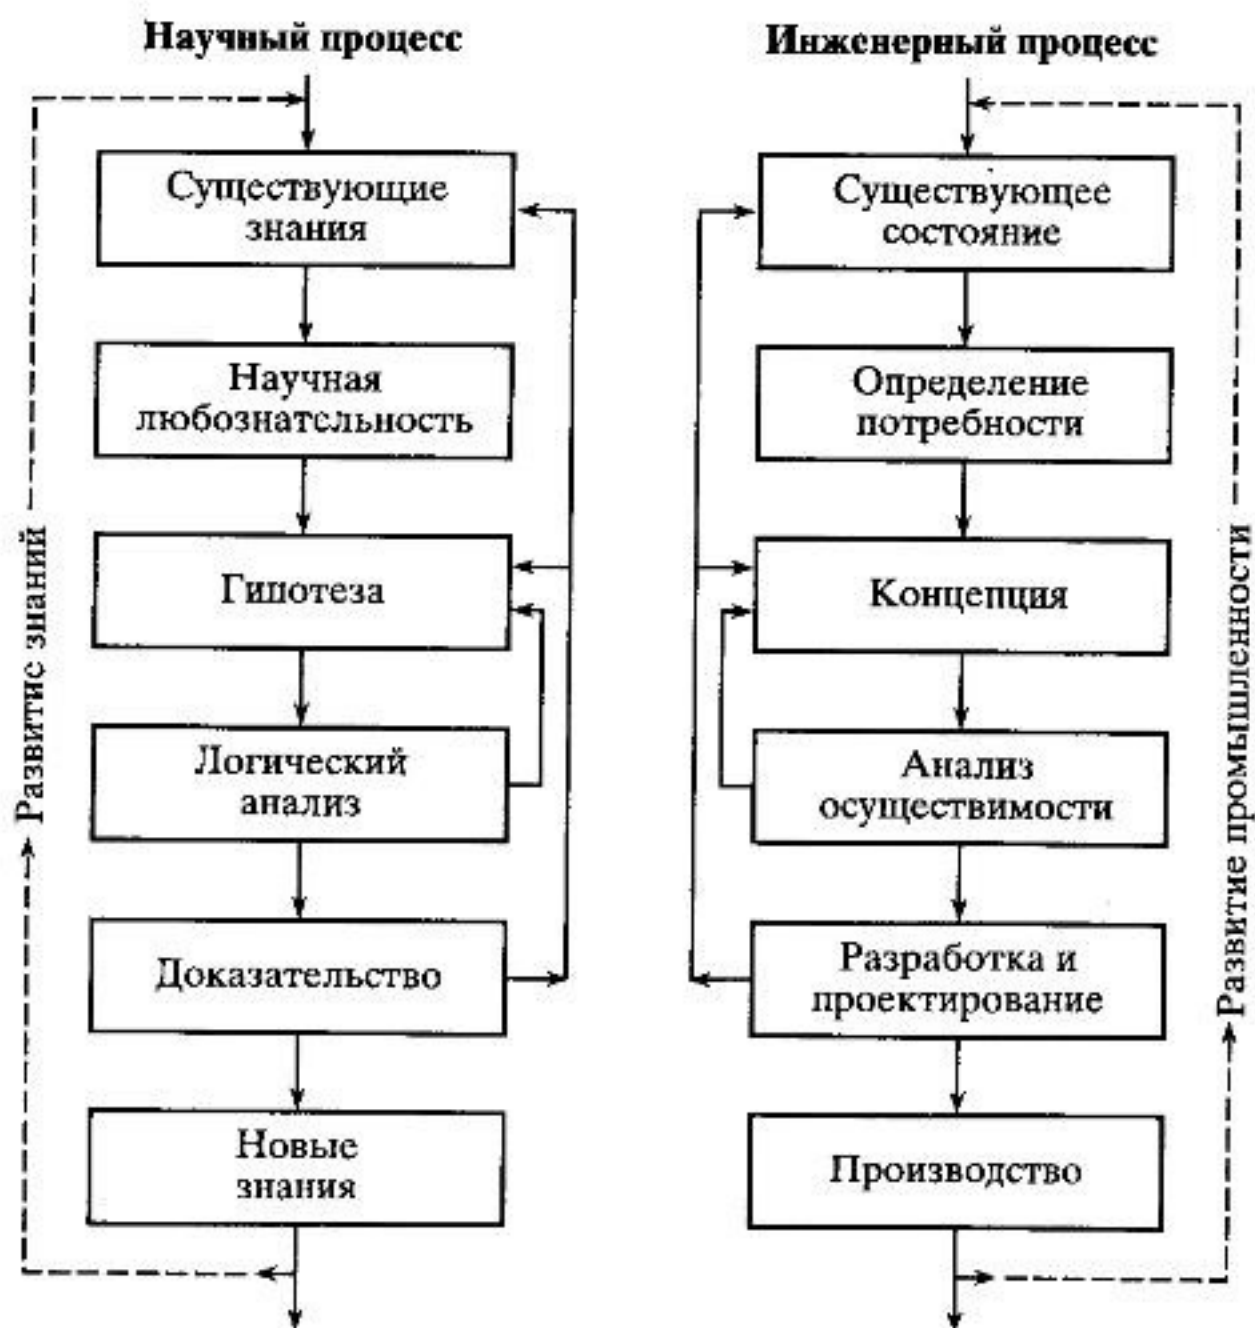 Научный процесс
Существующие
знания
Научная
любознательность
Гипотеза
Логический
анализ
Доказательство
Новые
знания
Развитие знаний
Инженерный процесс
Существующее
состояние
Определение
потребности
Концепция
Анализ
осуществимости
Разработка и
проектирование
Производство
Развитие промышленности